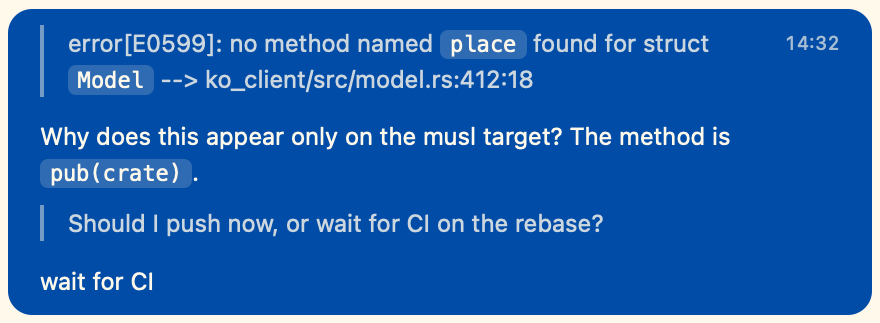 error[E0599]: no method named place found for struct 14:32
Model --> ko_client/src/model.rs:412:18
Why does this appear only on the musl target? The method is
pub(crate).
Should I push now, or wait for CI on the rebase?
wait for CI